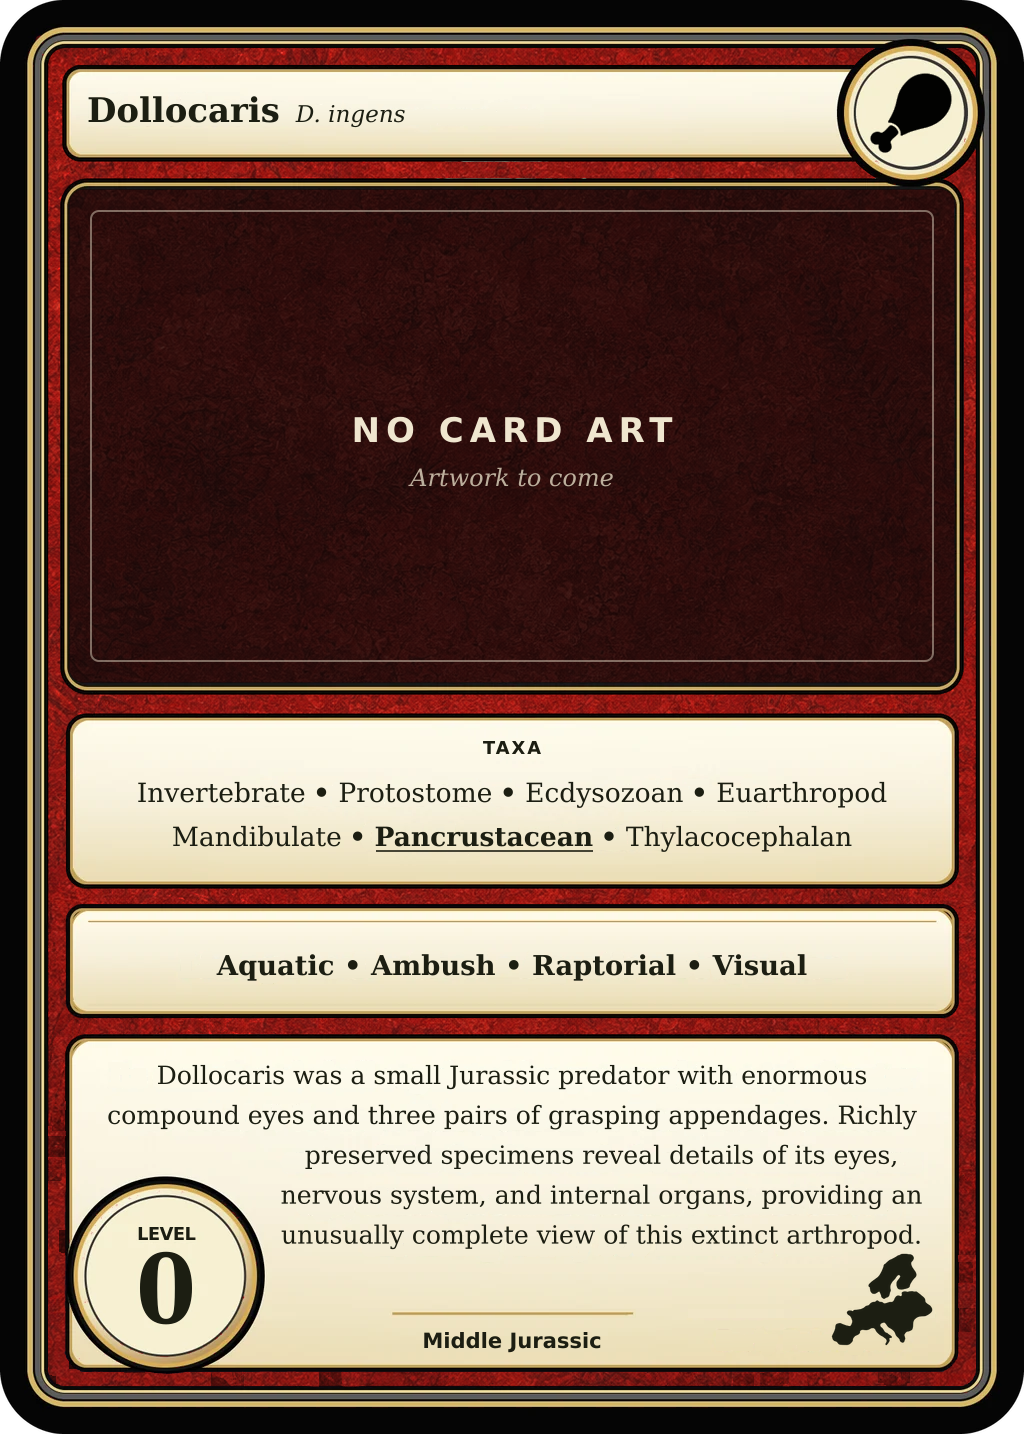 Dollocaris D. ingens
NO CARD ART
Artwork to come
TAXA
Invertebrate • Protostome • Ecdysozoan • Euarthropod
Mandibulate • Pancrustacean • Thylacocephalan
Aquatic • Ambush • Raptorial • Visual
Dollocaris was a small Jurassic predator with enormous
compound eyes and three pairs of grasping appendages. Richly
preserved specimens reveal details of its eyes,
nervous system, and internal organs, providing an
unusually complete view of this extinct arthropod.
LEVEL
0
Middle Jurassic